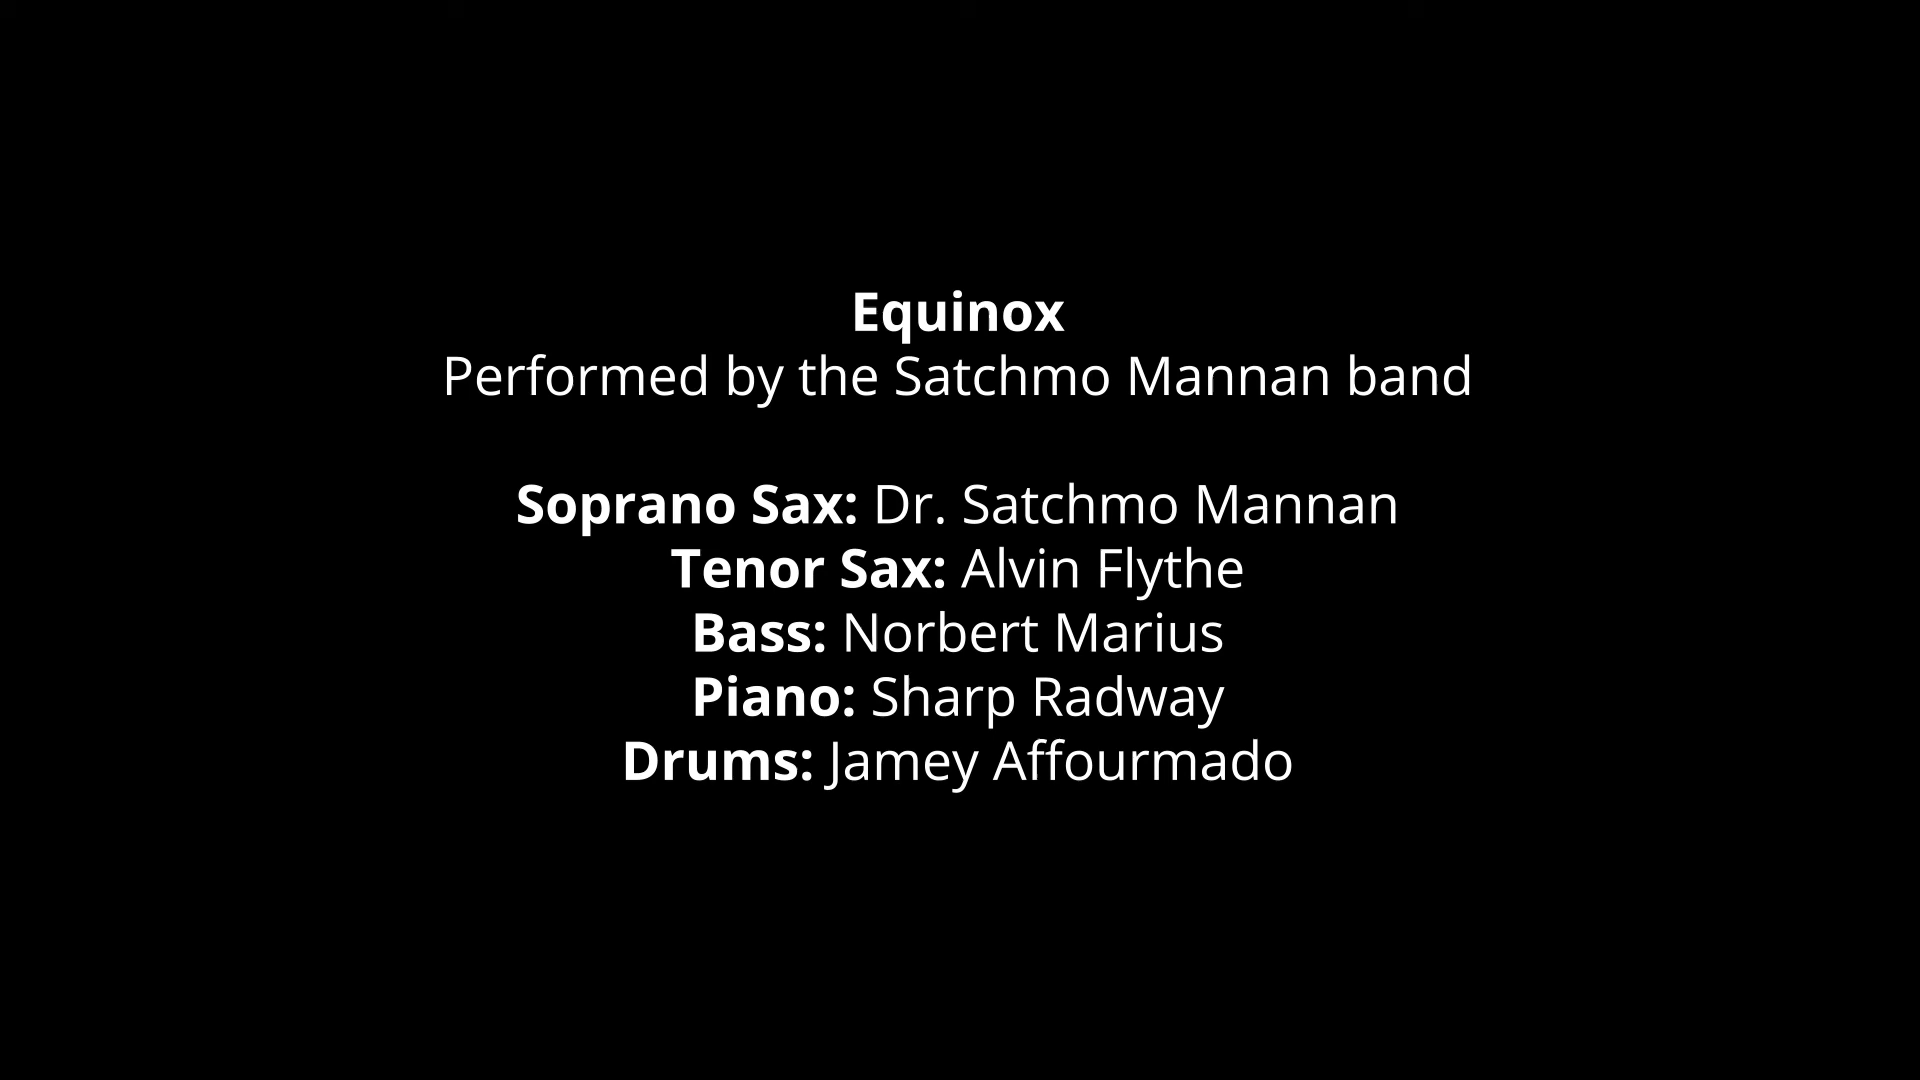 Equinox
Performed by the Satchmo Mannan band
Soprano Sax: Dr. Satchmo Mannan
Tenor Sax: Alvin Flythe
Bass: Norbert Marius
Piano: Sharp Radway
Drums: Jamey Affourmado